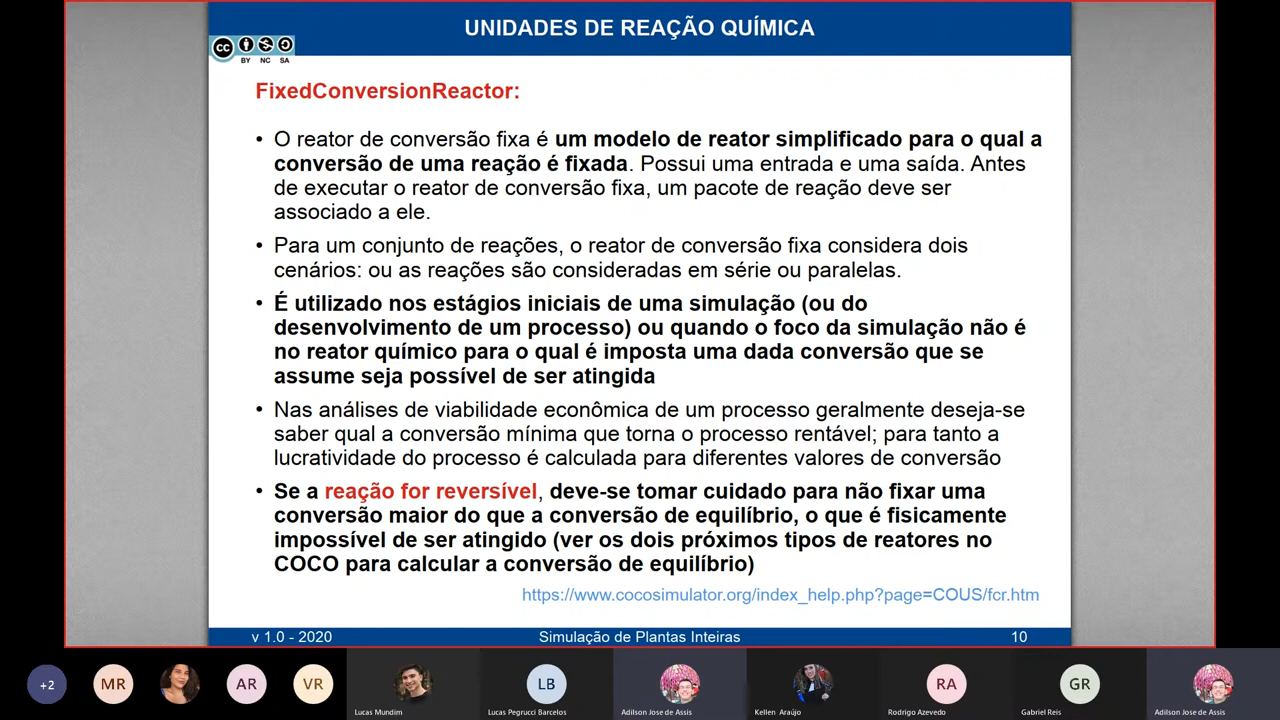 UNIDADES DE REAÇÃO QUÍMICA
cc
BY NC SA
FixedConversionReactor:
• O reator de conversão fixa é um modelo de reator simplificado para o qual a
conversão de uma reação é fixada. Possui uma entrada e uma saída. Antes
de executar o reator de conversão fixa, um pacote de reação deve ser
associado a ele.
• Para um conjunto de reações, o reator de conversão fixa considera dois
cenários: ou as reações são consideradas em série ou paralelas.
• É utilizado nos estágios iniciais de uma simulação (ou do
desenvolvimento de um processo) ou quando o foco da simulação não é
no reator químico para o qual é imposta uma dada conversão que se
assume seja possível de ser atingida
• Nas análises de viabilidade econômica de um processo geralmente deseja-se
saber qual a conversão mínima que torna o processo rentável; para tanto a
lucratividade do processo é calculada para diferentes valores de conversão
• Se a reação for reversível, deve-se tomar cuidado para não fixar uma
conversão maior do que a conversão de equilíbrio, o que é fisicamente
impossível de ser atingido (ver os dois próximos tipos de reatores no
COCO para calcular a conversão de equilíbrio)
https://www.cocosimulator.org/index_help.php?page=COUS/fcr.htm
v 1.0 - 2020 Simulação de Plantas Inteiras 10
+2 MR AR VR LB RA GR
Lucas Mundim Lucas Pegrucci Barcelos Adilson Jose de Assis Kellen Araújo Rodrigo Azevedo Gabriel Reis Adilson Jose de Assis